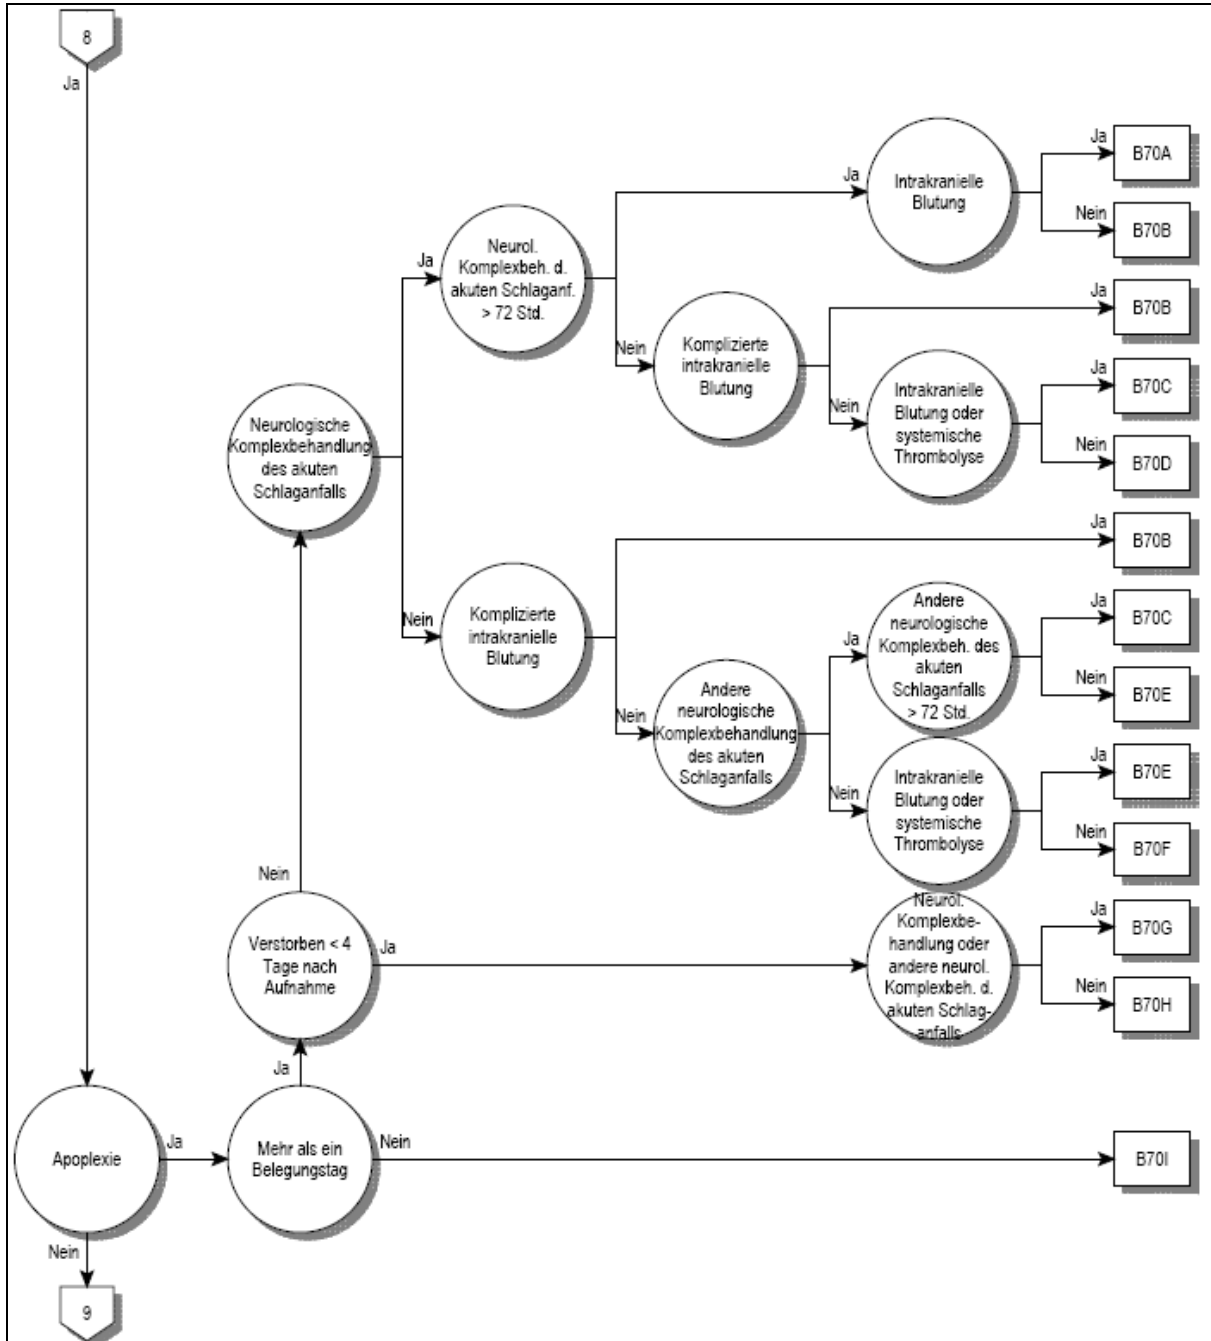 8
Ja
Ja
Intrakranielle
Blutung
Ja
B70A
Nein
B70B
Ja
Neurol.
Komplexbeh. d.
akuten Schlaganf.
> 72 Std.
Nein
Komplizierte
intrakranielle
Blutung
Ja
B70B
Nein
Intrakranielle
Blutung oder
systemische
Thrombolyse
Ja
B70C
Nein
B70D
Neurologische
Komplexbehandlung
des akuten
Schlaganfalls
Nein
Komplizierte
intrakranielle
Blutung
Ja
B70B
Nein
Andere
neurologische
Komplexbehandlung
des akuten
Schlaganfalls
Ja
Andere
neurologische
Komplexbeh. des
akuten
Schlaganfalls
> 72 Std.
Ja
B70C
Nein
B70E
Nein
Intrakranielle
Blutung oder
systemische
Thrombolyse
Ja
B70E
Nein
B70F
Nein
Verstorben < 4
Tage nach
Aufnahme
Ja
Neurol.
Komplexbe-
handlung oder
andere neurol.
Komplexbeh. d.
akuten Schlag-
anfalls
Ja
B70G
Nein
B70H
Ja
Apoplexie
Ja
Mehr als ein
Belegungstag
Nein
B70I
Nein
9